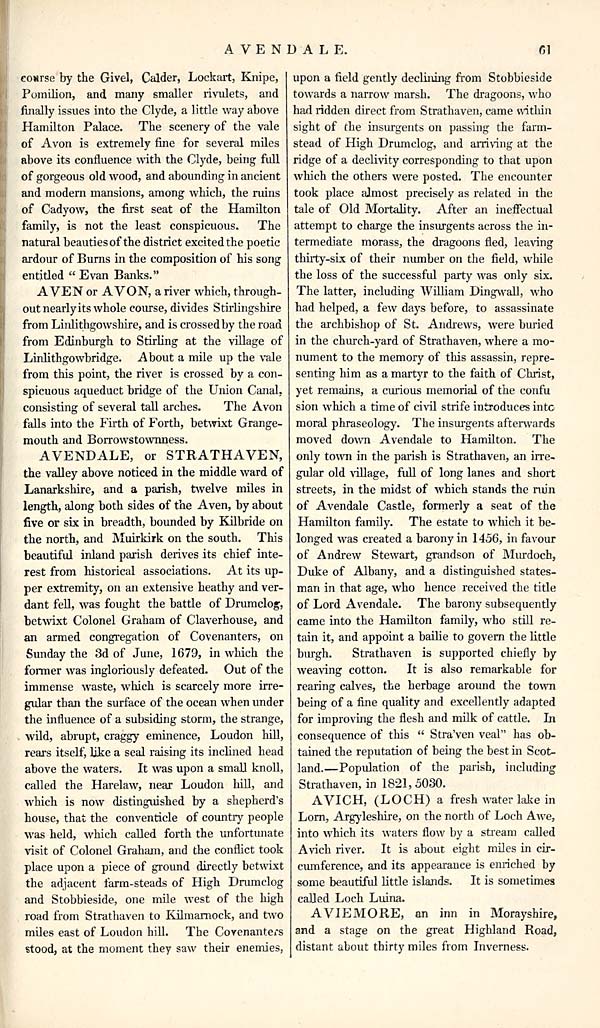 AVENDALE.
61
course by the Givel, Calder, Lockart, Knipe,
Pomilion, and many smaller rivulets, and
finally issues into the Clyde, a little way above
Hamilton Palace. The scenery of the vale
of Avon is extremely fine for several miles
above its confluence with the Clyde, being full
of gorgeous old wood, and abounding in ancient
and modern mansions, among which, the ruins
of Cadyow, the first seat of the Hamilton
family, is not the least conspicuous. The
natural beauties of the district excited the poetic
ardour of Burns in the composition of his song
entitled “ Evan Banks.”
AVEN or AVON, a river which, through-
out nearly its whole course, divides Stirlingshire
from Linlithgowshire, and is crossed by the road
from Edinburgh to Stirling at the village of
Linlithgowbridge. About a mile up the vale
from this point, the river is crossed by a con-
spicuous aqueduct bridge of the Union Canal,
consisting of several tall arches. The Avon
falls into the Firth of Forth, betwixt Grange-
mouth and Borrowstownness.
AVENDALE, or STRATHAVEN,
the valley above noticed in the middle ward of
Lanarkshire, and a parish, twelve miles in
length, along both sides of the Aven, by about
five or six in breadth, bounded by Kilbride on
the north, and Muirkirk on the south. This
beautiful inland parish derives its chief inte-
rest from historical associations. At its up-
per extremity, on an extensive heathy and ver-
dant fell, was fought the battle of Drumclog,
betwixt Colonel Graham of Claverhouse, and
an armed congregation of Covenanters, on
Sunday the 3d of June, 1679, in which the
former was ingloriously defeated. Out of the
immense waste, which is scarcely more irre-
gular than the surface of the ocean when under
the influence of a subsiding storm, the strange,
wild, abrupt, craggy eminence, Loudon hill,
rears itself, like a seal raising its inclined head
above the waters. It was upon a small knoll,
called the Harelaw, near Loudon hill, and
which is now distinguished by a shepherd's
house, that the conventicle of country people
was held, which called forth the unfortunate
visit of Colonel Graham, and the conflict took
place upon a piece of ground directly betwixt
the adjacent farm-steads of High Drumclog
and Stobbieside, one mile west of the high
road from Strathaven to Kilmarnock, and two
miles east of Loudon hill. The Covenanters
stood, at the moment they saw their enemies,
upon a field gently declining from Stobbieside
towards a narrow marsh. The dragoons, who
had ridden direct from Strathaven, came within
sight of the insurgents on passing the farm-
stead of High Drumclog, and arriving at the
ridge of a declivity corresponding to that upon
which the others were posted. The encounter
took place almost precisely as related in the
tale of Old Mortality. After an ineffectual
attempt to charge the insurgents across the in-
termediate morass, the dragoons fled, leaving
thirty-six of their number on the field, while
the loss of the successful party was only six.
The latter, including William Dingwall, who
had helped, a few days before, to assassinate
the archbishop of St. Andrews, were buried
in the church-yard of Strathaven, where a mo-
nument to the memory of this assassin, repre-
senting him as a martyr to the faith of Christ,
yet remains, a curious memorial of the confu
sion which a time of civil strife introduces into
moral phraseology. The insurgents afterwards
moved down Avendale to Hamilton. The
only town in the parish is Strathaven, an irre-
gular old village, full of long lanes and short
streets, in the midst of which stands the ruin
of Avendale Castle, formerly a seat of the
Hamilton family. The estate to which it be-
longed was created a barony in 1456, in favour
of Andrew Stewart, grandson of Murdoch,
Duke of Albany, and a distinguished states-
man in that age, who hence received the title
of Lord Avendale. The barony subsequently
came into the Hamilton family, who still re-
tain it, and appoint a bailie to govern the little
burgh. Strathaven is supported chiefly by
weaving cotton. It is also remarkable for
rearing calves, the herbage around the town
being of a fine quality and excellently adapted
for improving the flesh and milk of cattle. In
consequence of this “ Stra'ven veal” has ob-
tained the reputation of being the best in Scot-
land.—Population of the parish, including
Strathaven, in 1821, 5030.
AVICH, (LOCH) a fresh water lake in
Lorn, Argyleshire, on the north of Loch Awe,
into which its waters flow by a stream called
Avich river. It is about eight miles in cir-
cumference, and its appearance is enriched by
some beautiful little islands. It is sometimes
called Loch Luina.
AVIEMORE, an inn in Morayshire,
and a stage on the great Highland Road,
distant about thirty miles from Inverness.